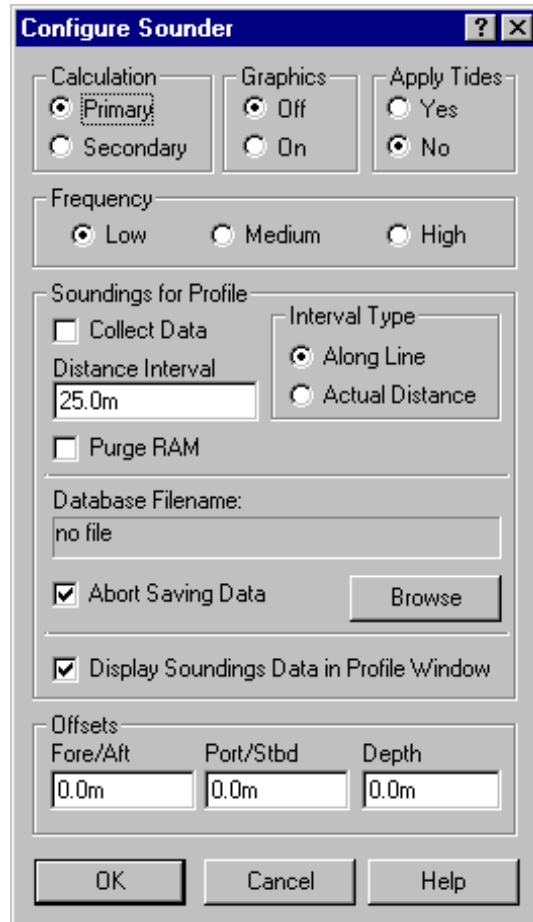 Configure Sounder
Calculation Graphics Apply Tides
Primary Off Yes
Secondary On No
Frequency
Low Medium High
Soundings for Profile
Collect Data
Interval Type
Distance Interval
Along Line
25.0m
Actual Distance
Purge RAM
Database Filename:
no file
Abort Saving Data Browse
Display Soundings Data in Profile Window
Offsets
Fore/Aft Port/Stbd Depth
0.0m 0.0m 0.0m
OK Cancel Help